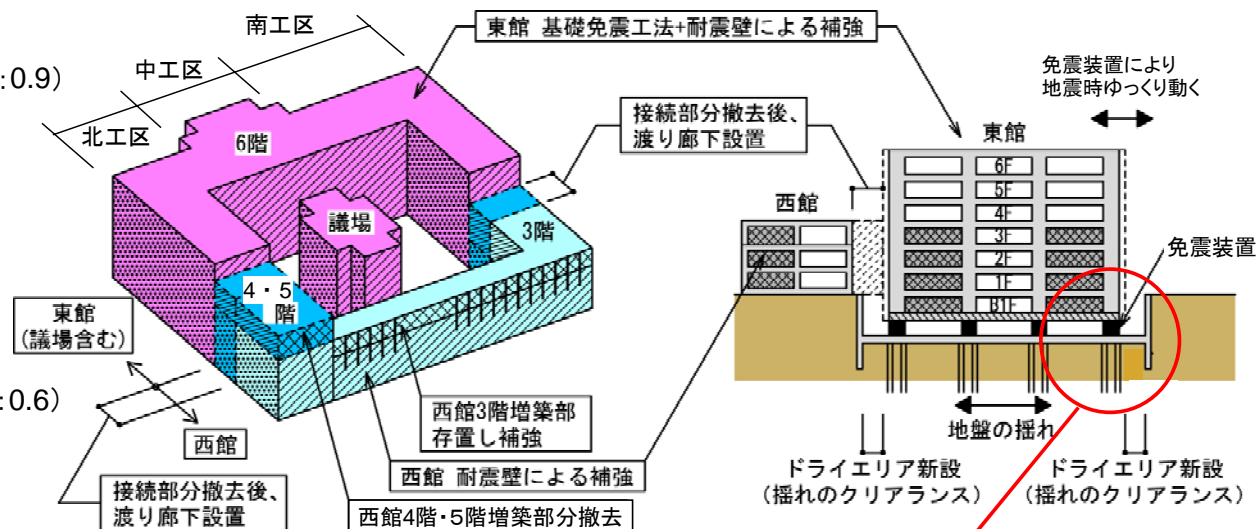 南工区
中工区
北工区
:0.9)
東館 基礎免震工法+耐震壁による補強
免震装置により
地震時ゆっくり動く
接続部分撤去後、
渡り廊下設置
東館
6階
6F
5F
4F
3F
2F
1F
B1F
西館
議場
3階
免震装置
4・5
階
東館
(議場含む)
:0.6)
西館
西館3階増築部
存置し補強
地盤の揺れ
西館 耐震壁による補強
ドライエリア新設
(揺れのクリアランス)
ドライエリア新設
(揺れのクリアランス)
接続部分撤去後、
渡り廊下設置
西館4階・5階増築部分撤去